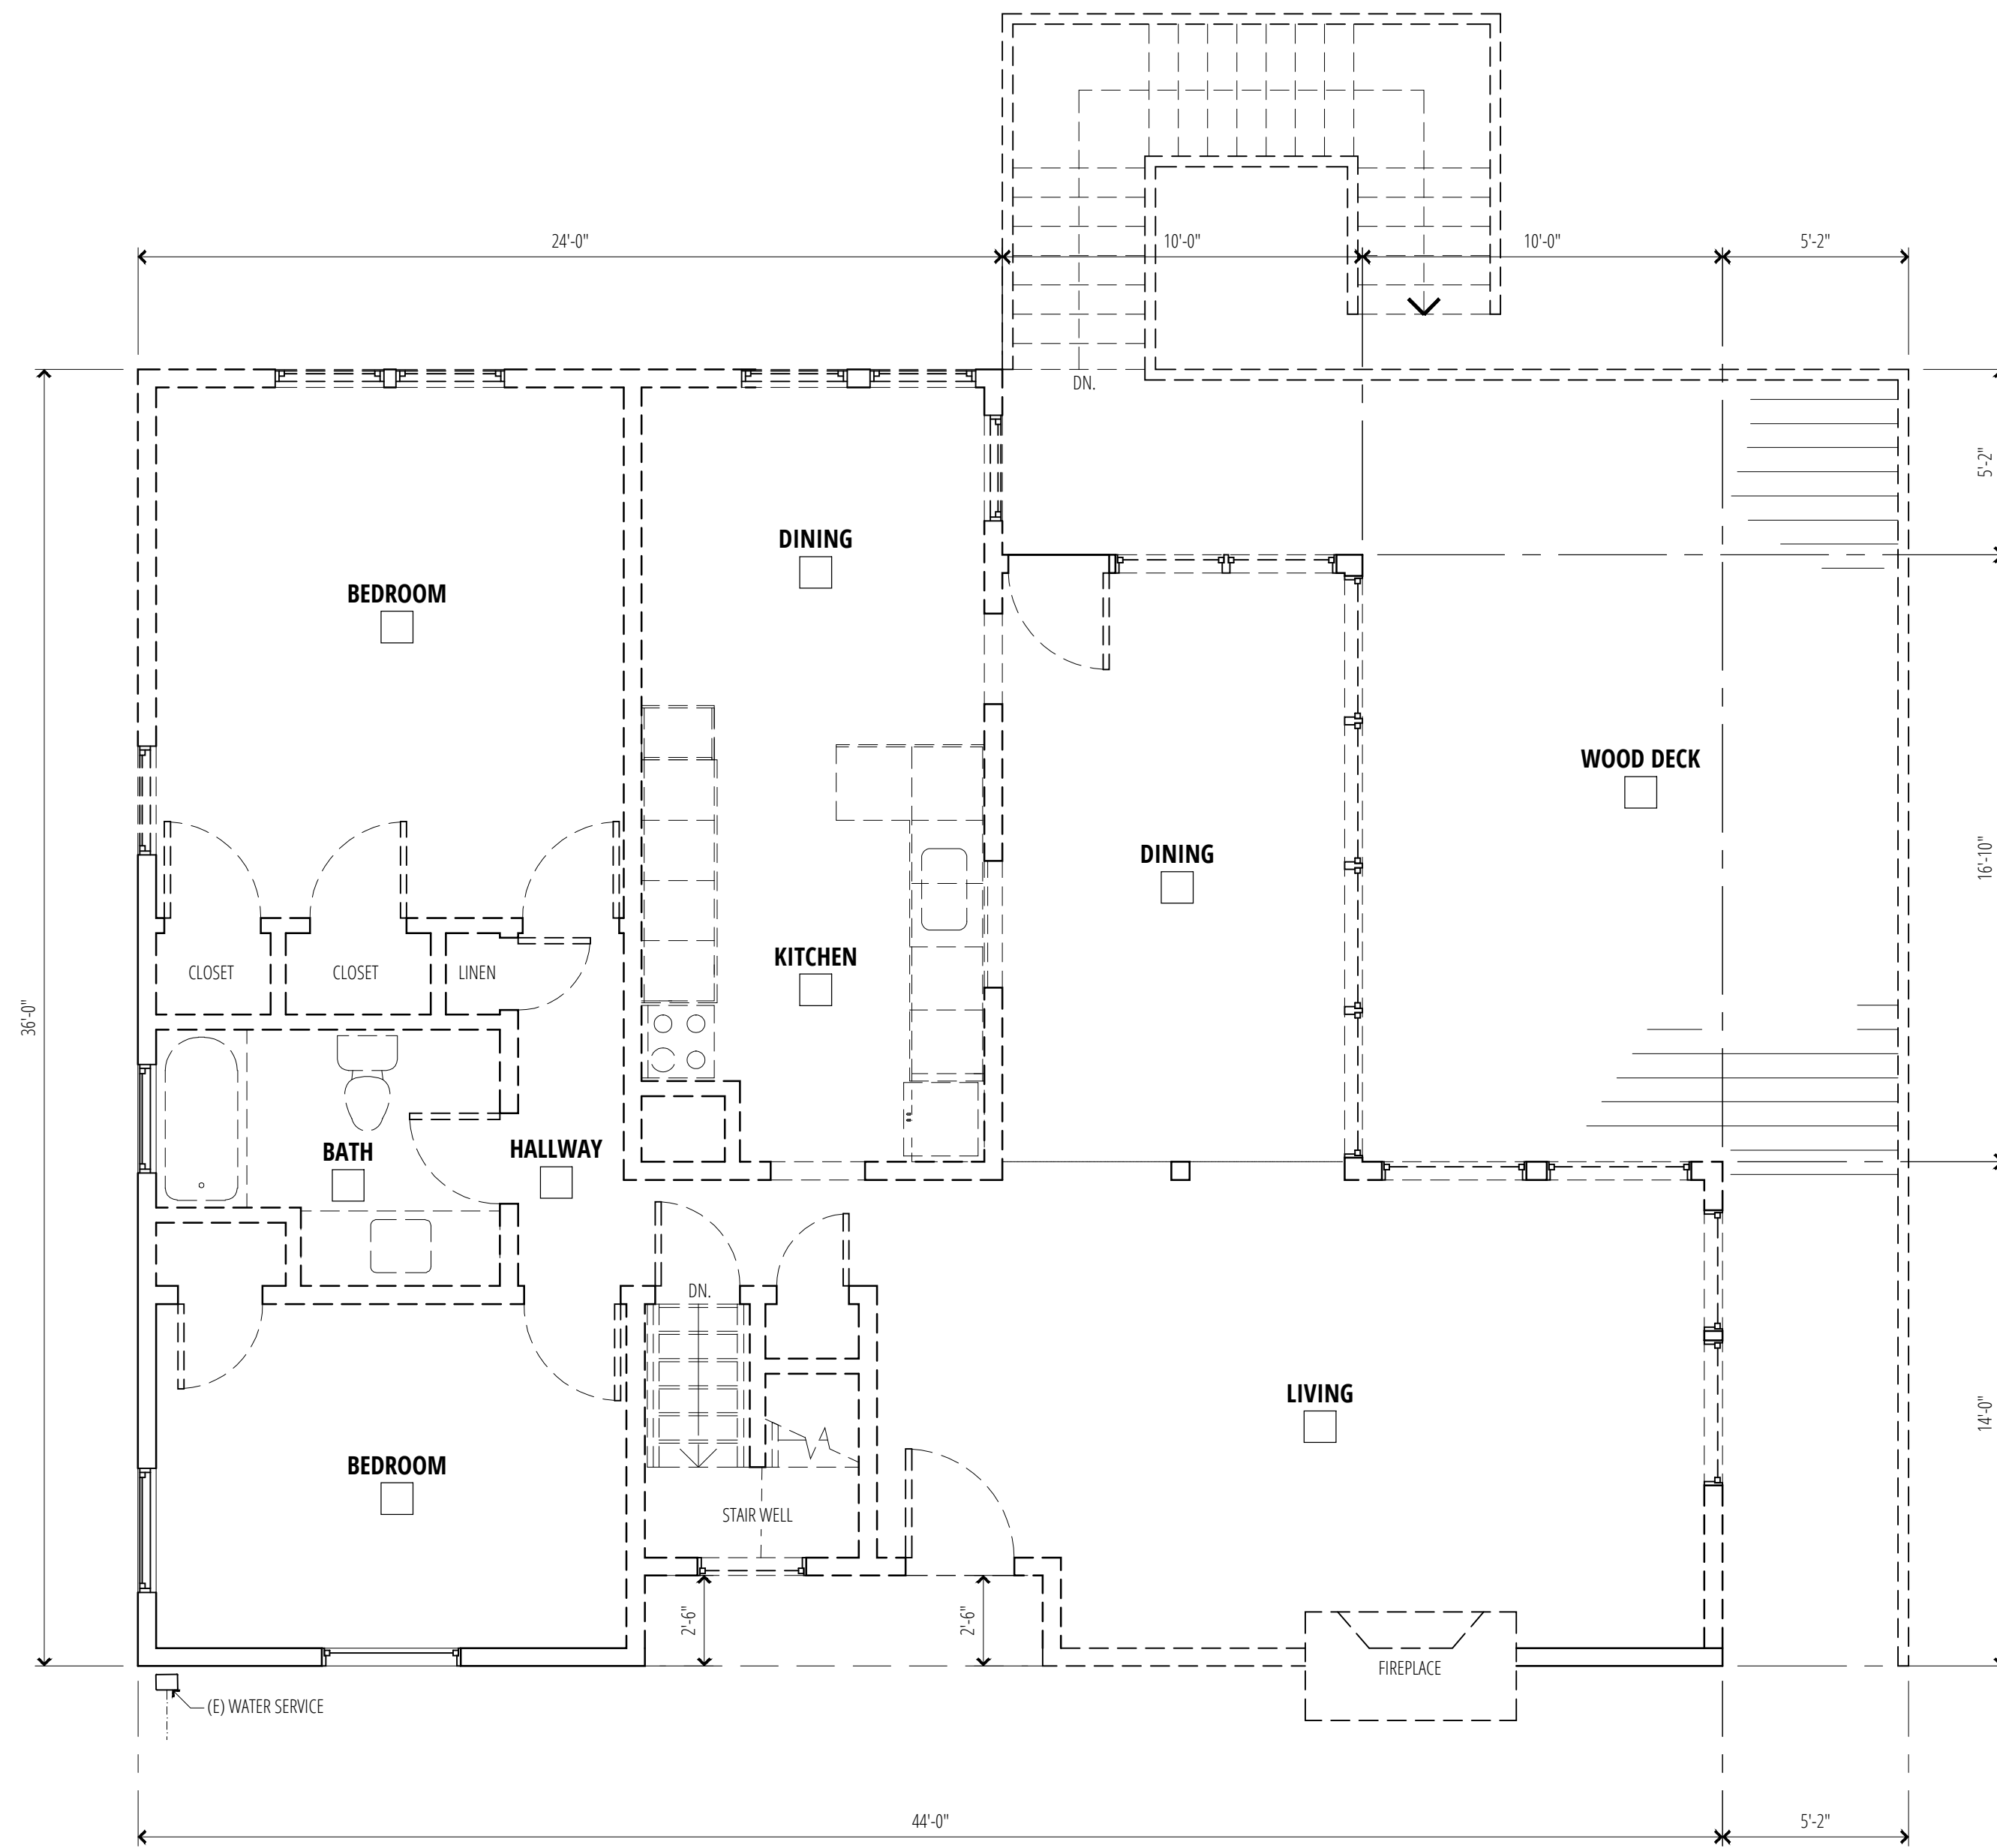 24'-0"
10'-0"
10'-0"
5'-2"
DN.
5'-2"
DINING
BEDROOM
WOOD DECK
DINING
16'-10"
KITCHEN
CLOSET
CLOSET
LINEN
36'-0"
BATH
HALLWAY
DN.
LIVING
14'-0"
BEDROOM
STAIR WELL
2'-6"
2'-6"
FIREPLACE
(E) WATER SERVICE
44'-0"
5'-2"